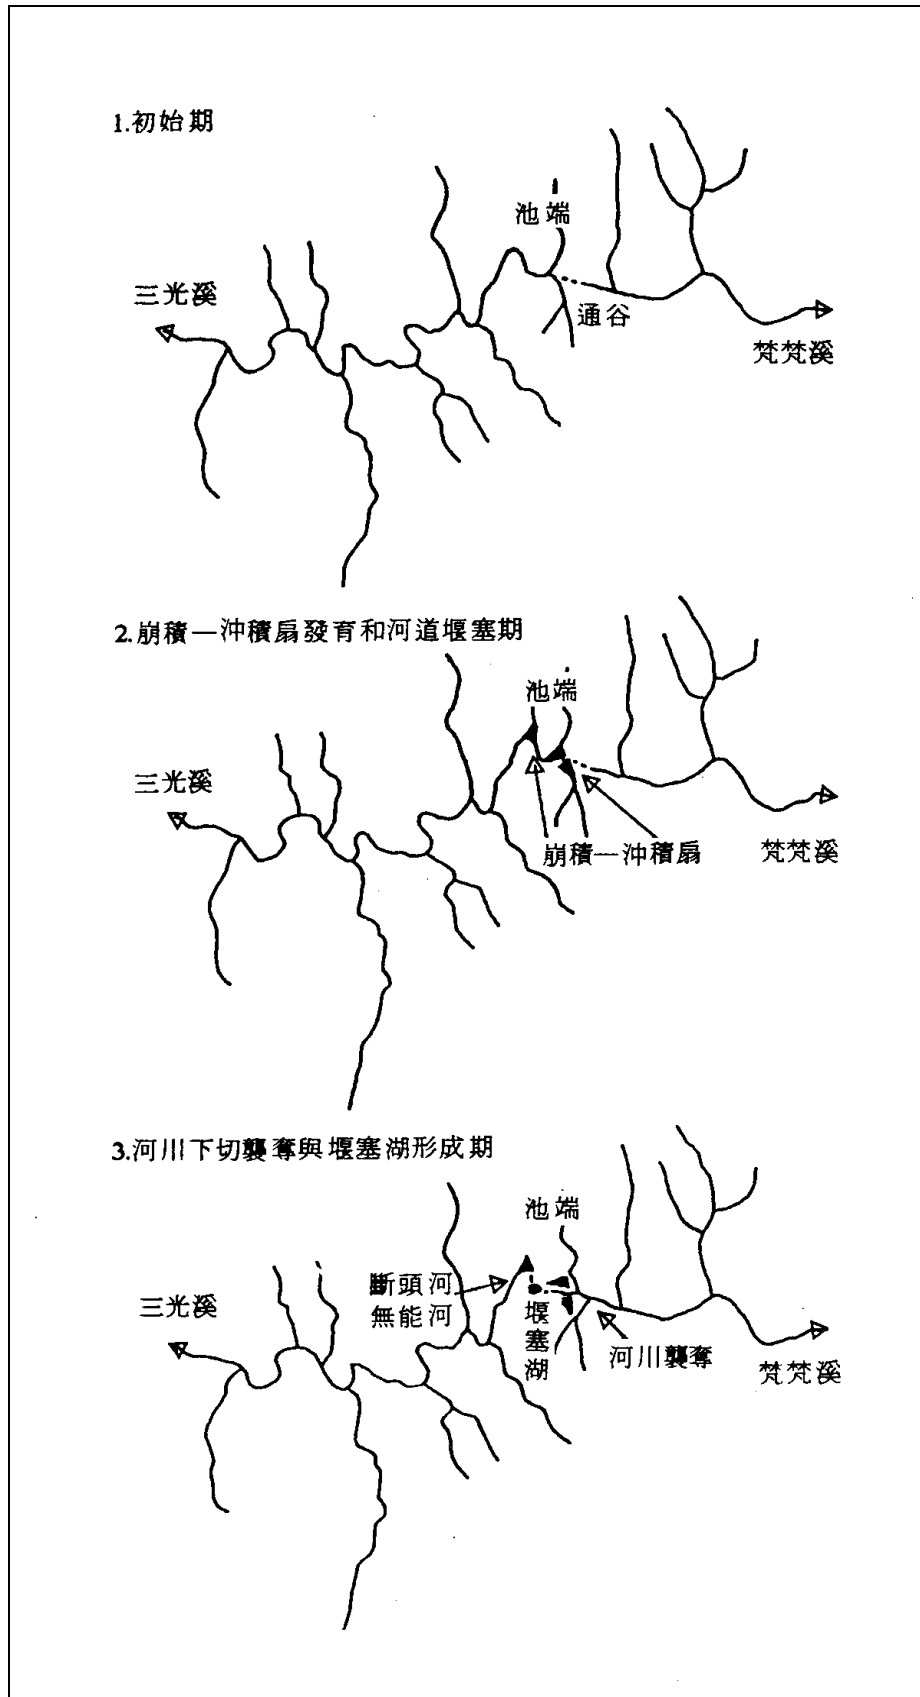 1.初始期
池端
三光溪
通谷
梵梵溪
2.崩積—沖積扇發育和河道堰塞期
池端
三光溪
崩積—沖積扇
梵梵溪
3.河川下切襲奪與堰塞湖形成期
池端
斷頭河
無能河
三光溪
堰塞湖
河川襲奪
梵梵溪